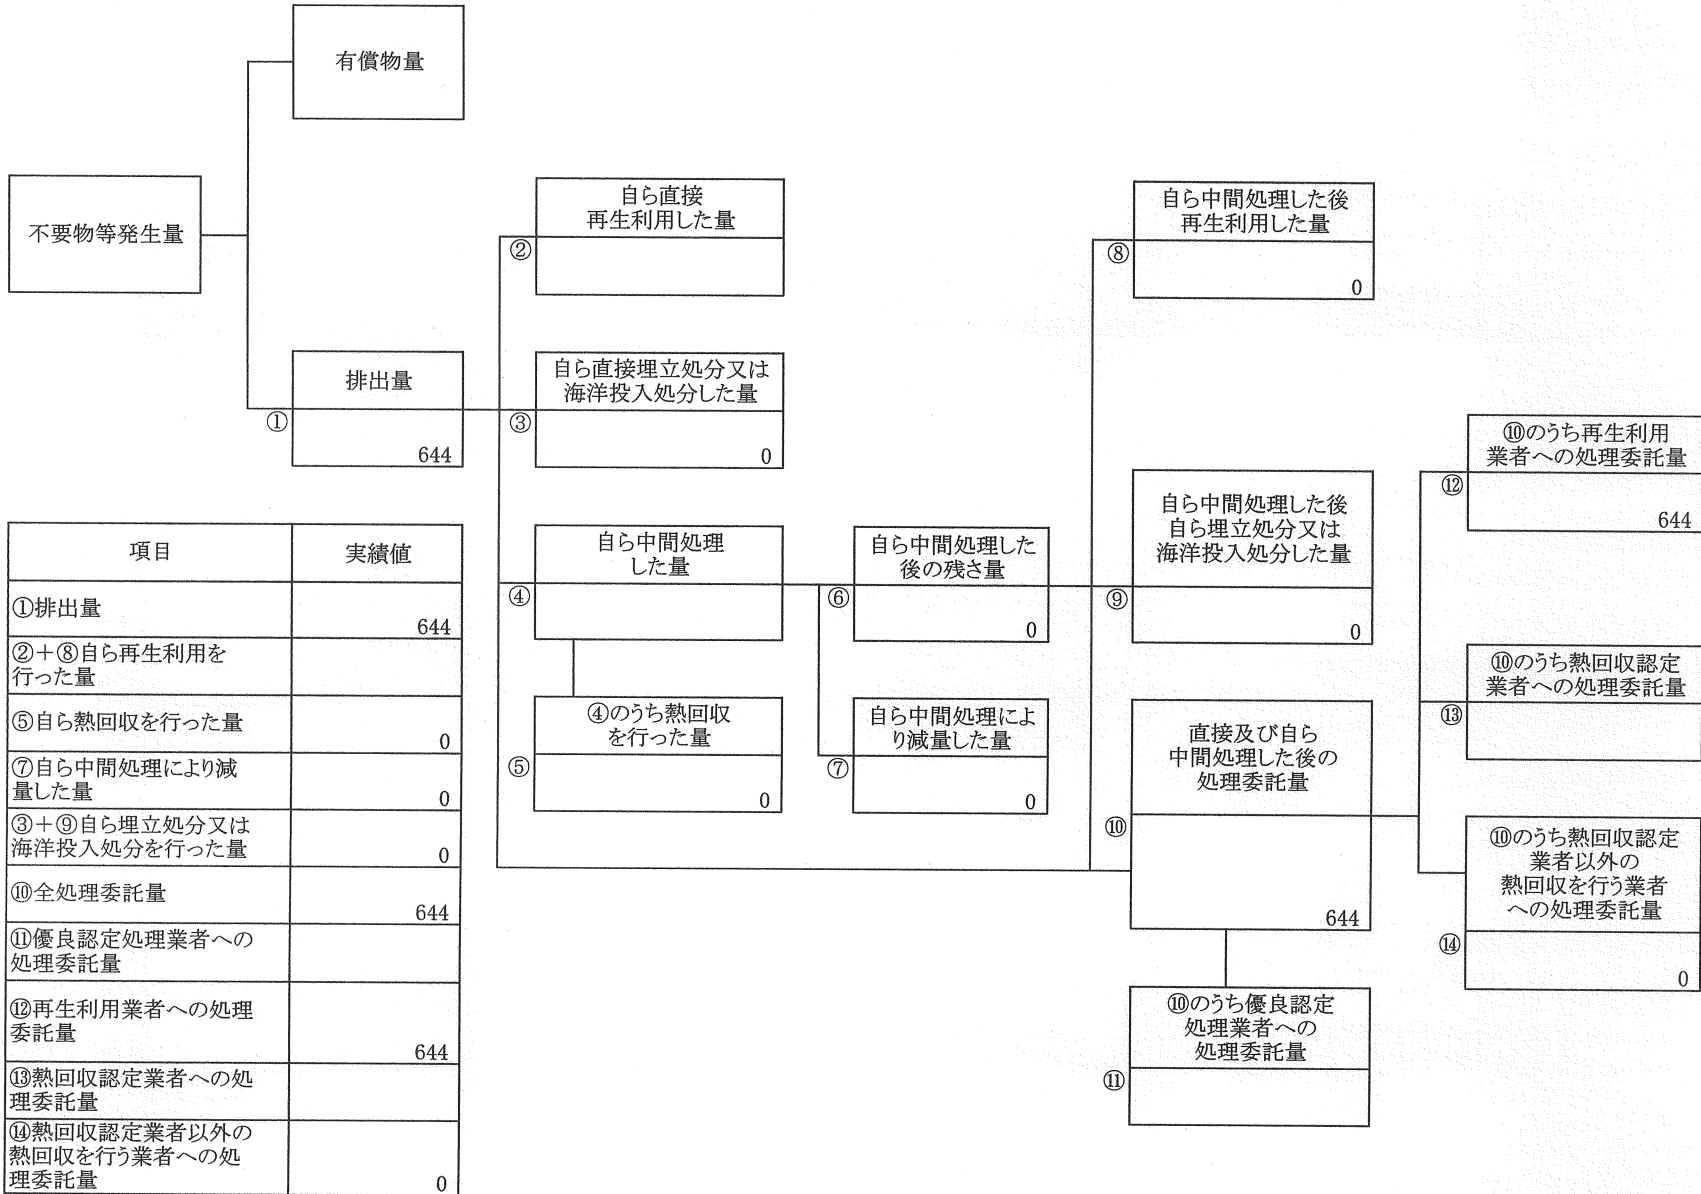 有償物量
不要物等発生量
排出量
①
644
自ら直接
再生利用した量
②
自ら直接埋立処分又は
海洋投入処分した量
③
0
自ら中間処理
した量
④
④のうち熱回収
を行った量
⑤
0
自ら中間処理した
後の残さ量
⑥
0
自ら中間処理によ
り減量した量
⑦
0
自ら中間処理した後
再生利用した量
⑧
0
自ら中間処理した後
自ら埋立処分又は
海洋投入処分した量
⑨
0
直接及び自ら
中間処理した後の
処理委託量
⑩
644
⑩のうち優良認定
処理業者への
処理委託量
⑪
⑩のうち再生利用
業者への処理委託量
⑫
644
⑩のうち熱回収認定
業者への処理委託量
⑬
⑩のうち熱回収認定
業者以外の
熱回収を行う業者
への処理委託量
⑭
0
項目 実績値
①排出量
644
②＋⑧自ら再生利用を
行った量
⑤自ら熱回収を行った量
0
⑦自ら中間処理により減
量した量
0
③＋⑨自ら埋立処分又は
海洋投入処分を行った量
0
⑩全処理委託量
644
⑪優良認定処理業者への
処理委託量
⑫再生利用業者への処理
委託量
644
⑬熱回収認定業者への処
理委託量
⑭熱回収認定業者以外の
熱回収を行う業者への処
理委託量
0